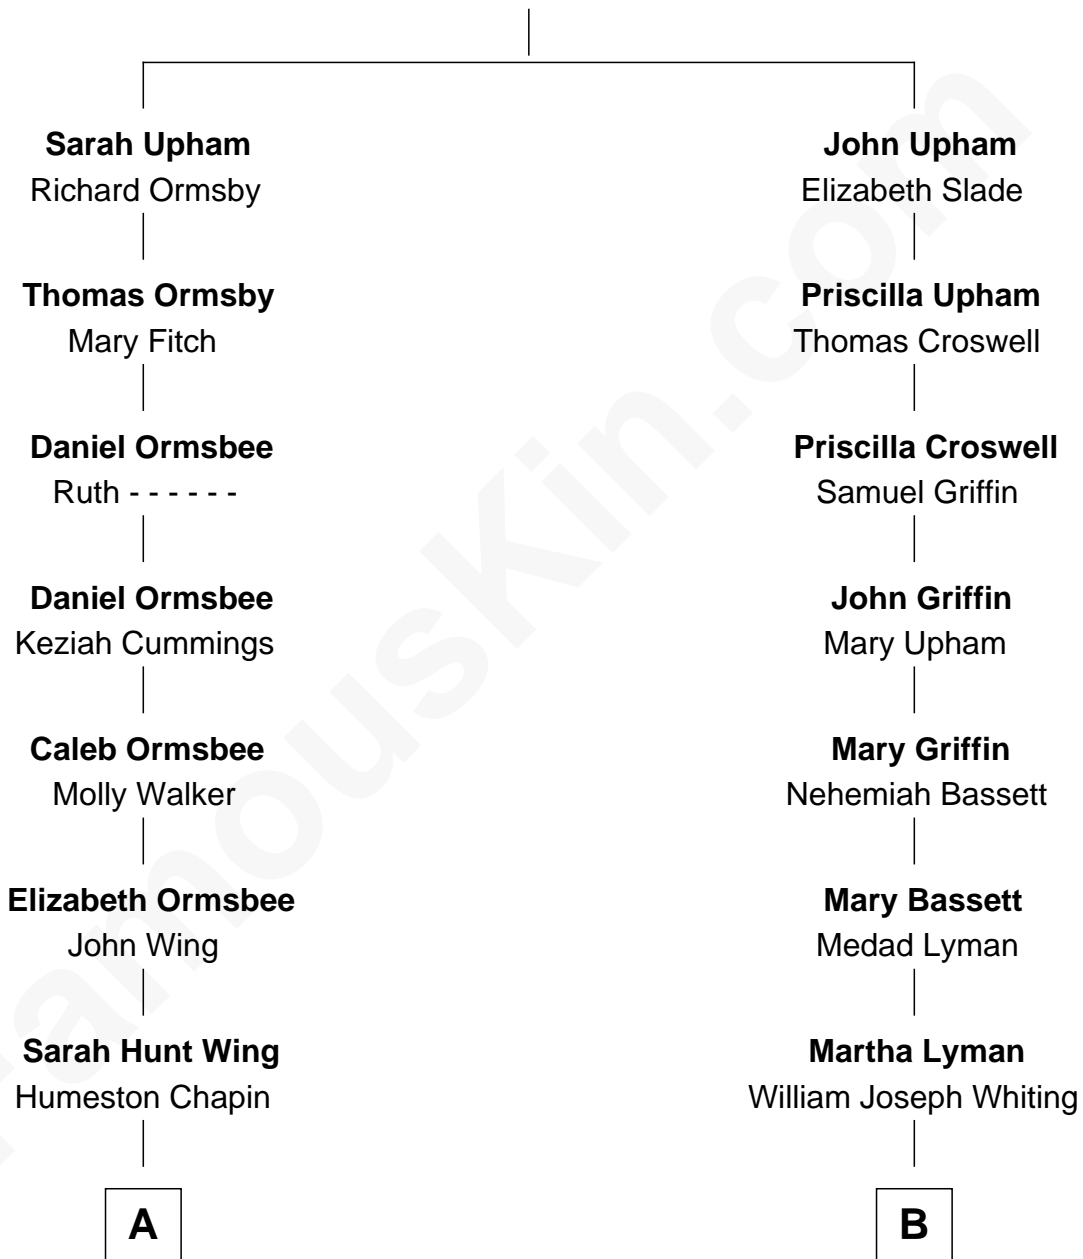 Sarah Upham
Richard Ormsby
Thomas Ormsby
Mary Fitch
Daniel Ormsbee
Ruth - - - - - -
Daniel Ormsbee
Keziah Cummings
Caleb Ormsbee
Molly Walker
Elizabeth Ormsbee
John Wing
Sarah Hunt Wing
Humeston Chapin
A
John Upham
Elizabeth Slade
Priscilla Upham
Thomas Croswell
Priscilla Croswell
Samuel Griffin
John Griffin
Mary Upham
Mary Griffin
Nehemiah Bassett
Mary Bassett
Medad Lyman
Martha Lyman
William Joseph Whiting
B
FamousKin.com